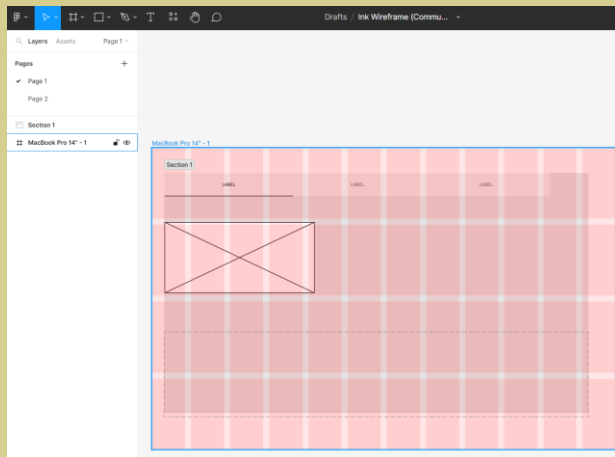 Drafts / Ink Wireframe (Commu...
Layers Assets Page 1
Pages
Page 1
Page 2
Section 1
MacBook Pro 14" - 1
MacBook Pro 14" - 1
Section 1
LABEL LABEL LABEL